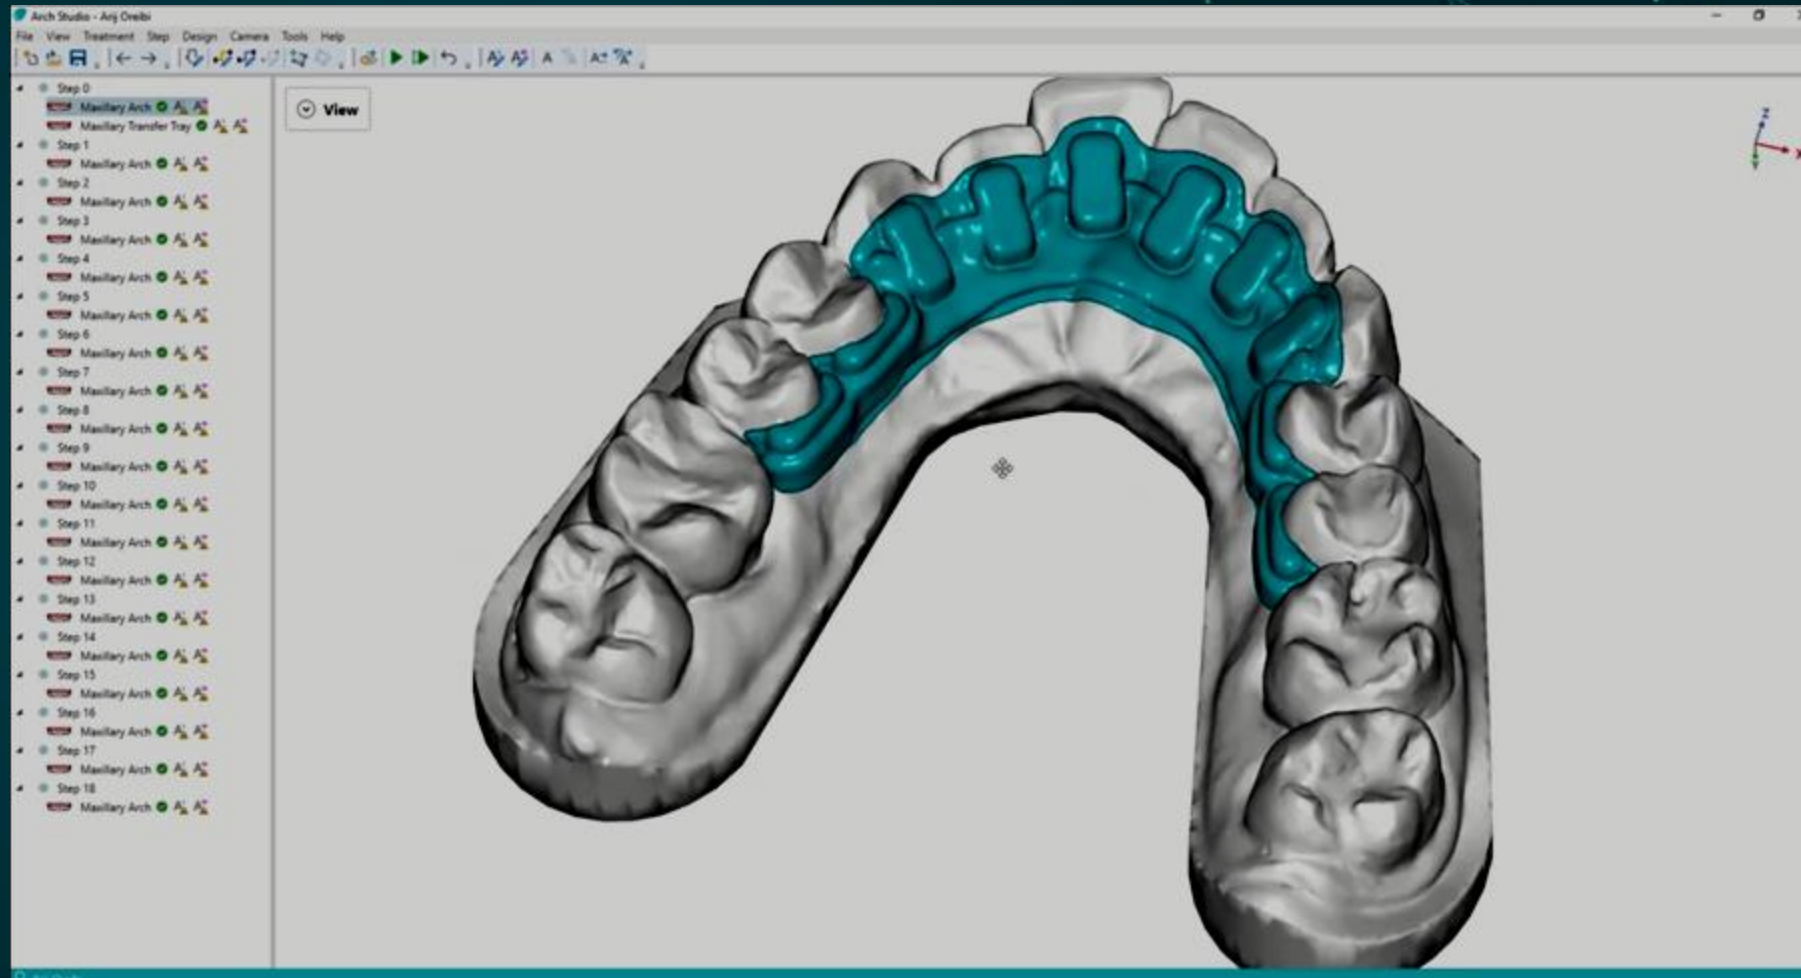 Arch Studio - Arij Oreibi
File View Treatment Step Design Camera Tools Help
Step 0
Maxillary Arch
Maxillary Transfer Tray
Step 1
Maxillary Arch
Step 2
Maxillary Arch
Step 3
Maxillary Arch
Step 4
Maxillary Arch
Step 5
Maxillary Arch
Step 6
Maxillary Arch
Step 7
Maxillary Arch
Step 8
Maxillary Arch
Step 9
Maxillary Arch
Step 10
Maxillary Arch
Step 11
Maxillary Arch
Step 12
Maxillary Arch
Step 13
Maxillary Arch
Step 14
Maxillary Arch
Step 15
Maxillary Arch
Step 16
Maxillary Arch
Step 17
Maxillary Arch
Step 18
Maxillary Arch
View
Z
X